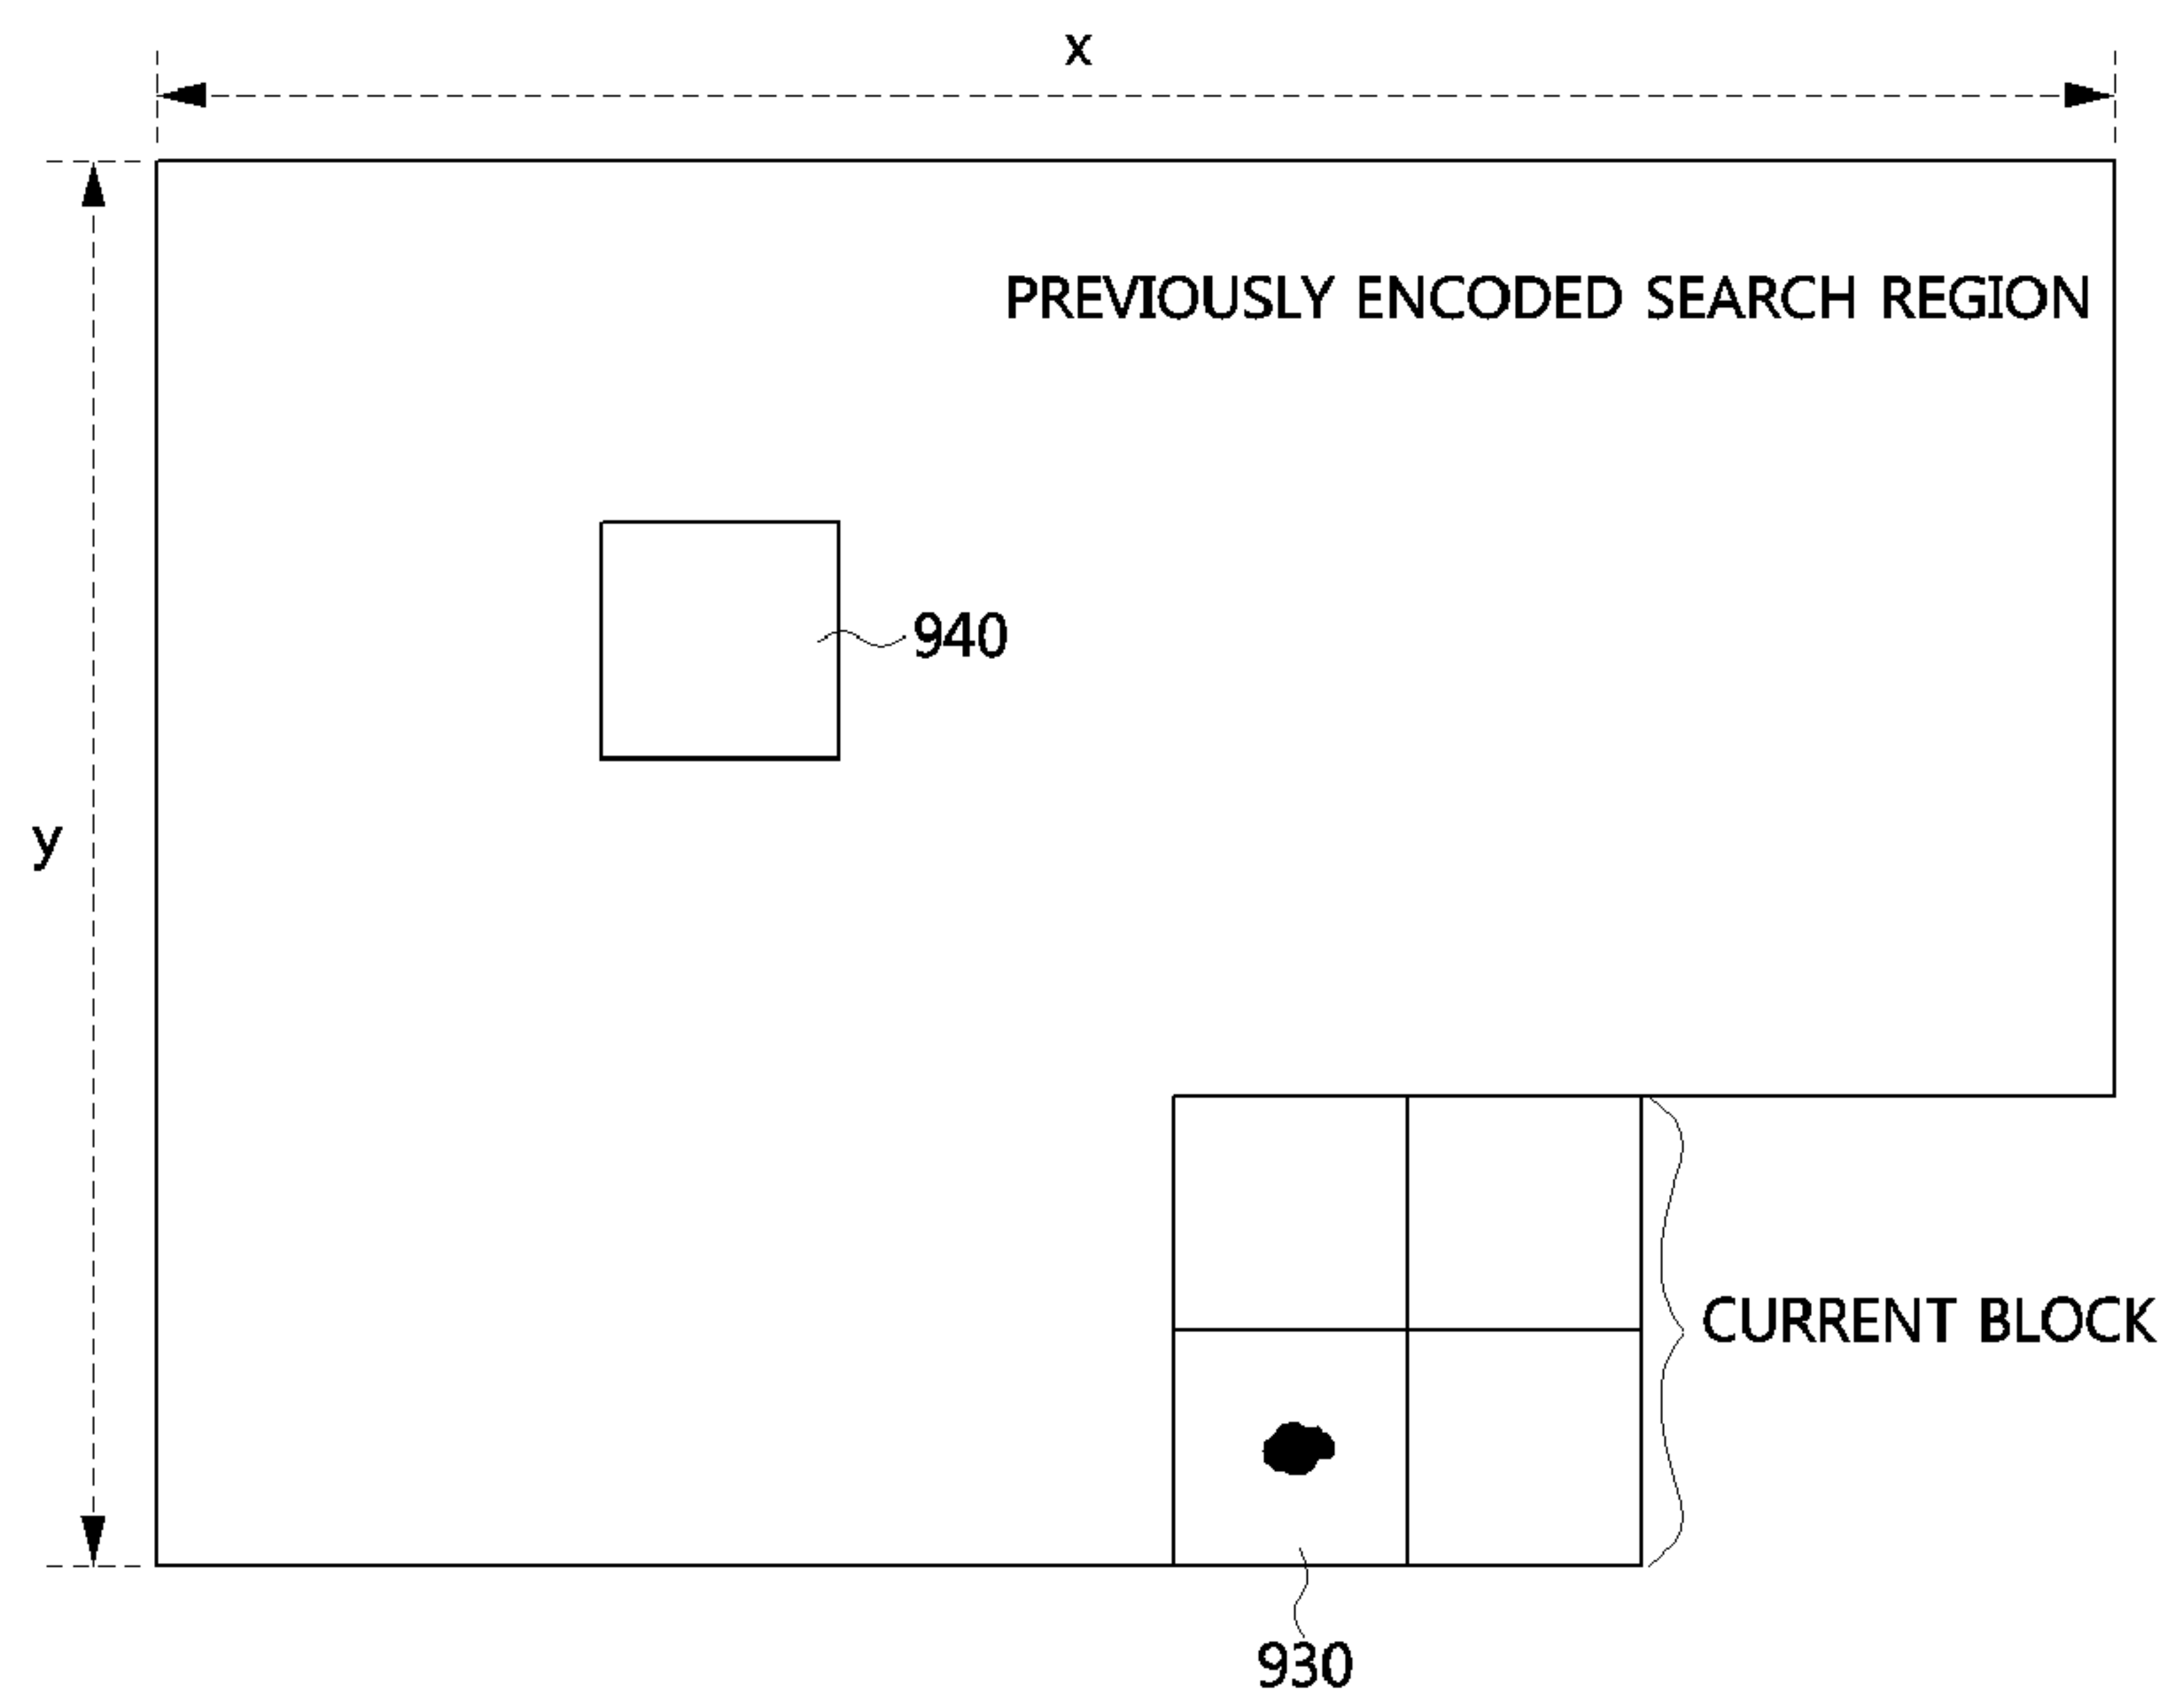 x
PREVIOUSLY ENCODED SEARCH REGION
940
y
CURRENT BLOCK
930